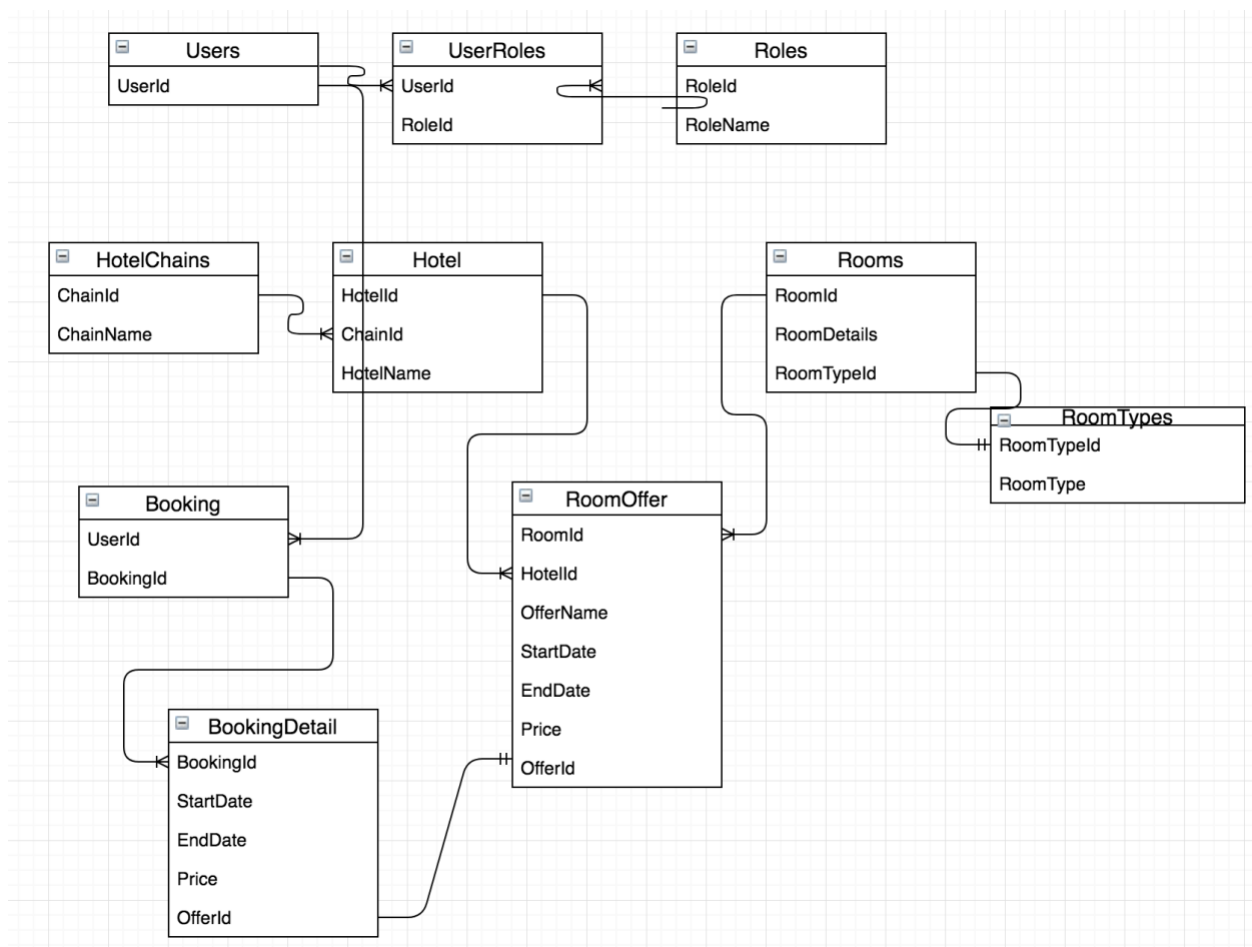 Users
UserId
UserRoles
UserId
RoleId
Roles
RoleId
RoleName
HotelChains
ChainId
ChainName
Hotel
HotelId
ChainId
HotelName
Rooms
RoomId
RoomDetails
RoomTypeId
RoomTypes
RoomTypeId
RoomType
Booking
UserId
BookingId
RoomOffer
RoomId
HotelId
OfferName
StartDate
EndDate
Price
OfferId
BookingDetail
BookingId
StartDate
EndDate
Price
OfferId